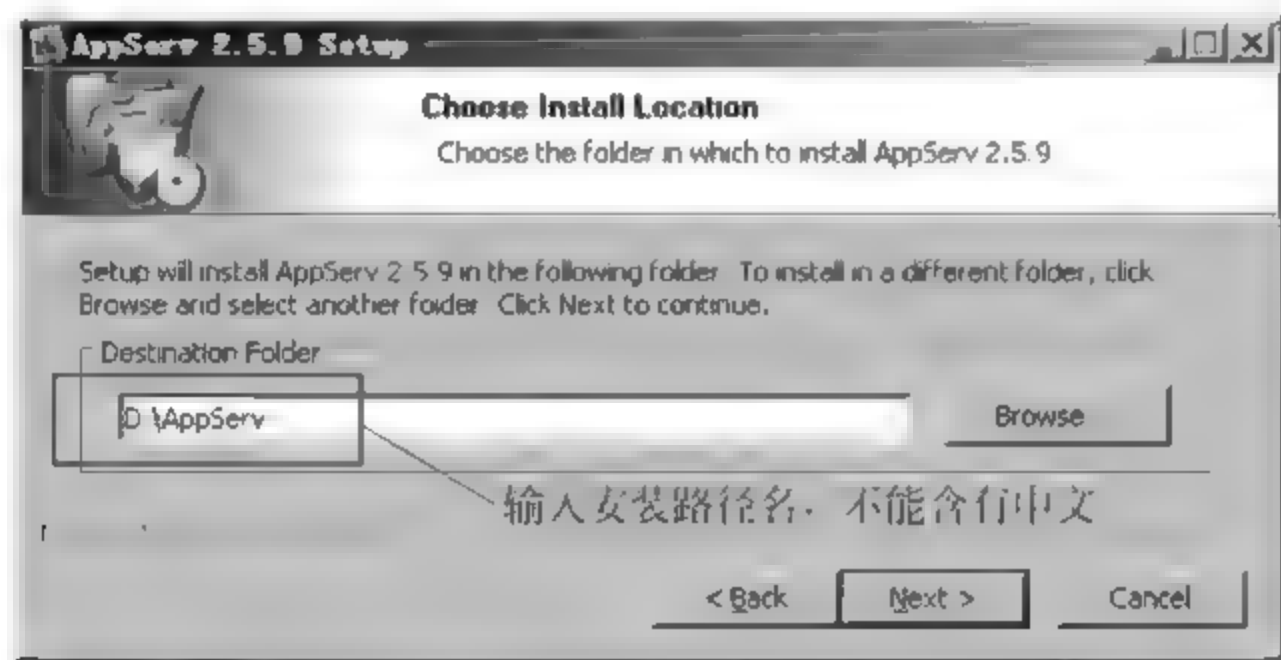 AppServ 2.5.9 Setup
Choose Install Location
Choose the folder in which to install AppServ 2.5.9
Setup will install AppServ 2 5 9 in the following folder To install in a different folder, click
Browse and select another folder Click Next to continue.
Destination Folder
D \AppServ
Browse
输入安装路径名，不能含有中文
< Back
Next >
Cancel